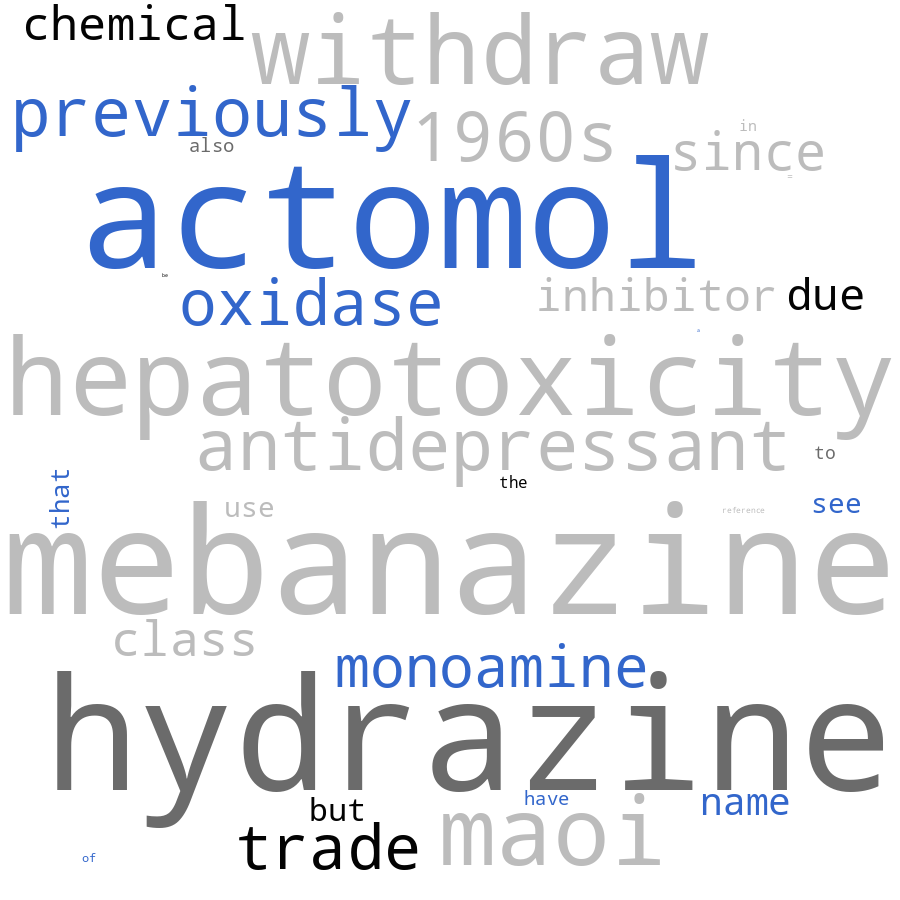 chemical
withdraw
previously
1960s
in
also
since
=
actomol
be
oxidase
inhibitor
due
hepatotoxicity
antidepressant
to
that
the
use
reference
see
mebanazine
class
monoamine
hydrazine
have
name
but
maoi
trade
of